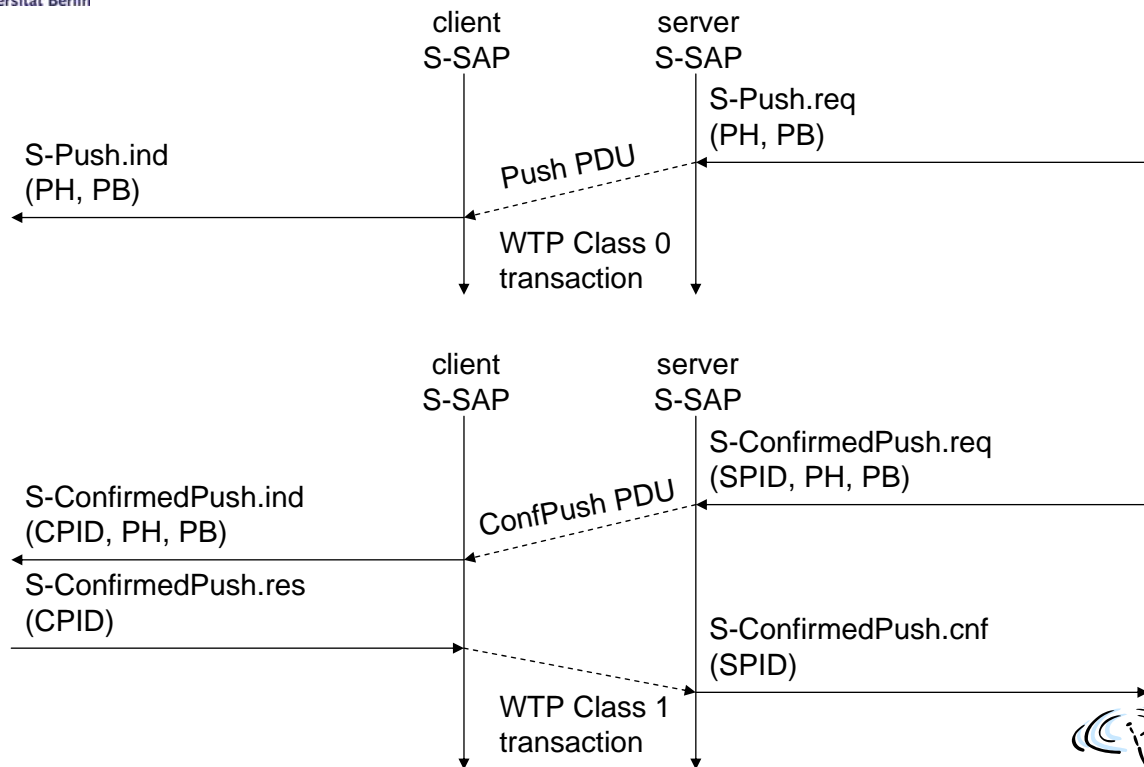 client
S-SAP
server
S-SAP
S-Push.req
(PH, PB)
S-Push.ind
(PH, PB)
Push PDU
WTP Class 0
transaction
client
S-SAP
server
S-SAP
S-ConfirmedPush.req
(SPID, PH, PB)
S-ConfirmedPush.ind
(CPID, PH, PB)
ConfPush PDU
S-ConfirmedPush.res
(CPID)
S-ConfirmedPush.cnf
(SPID)
WTP Class 1
transaction